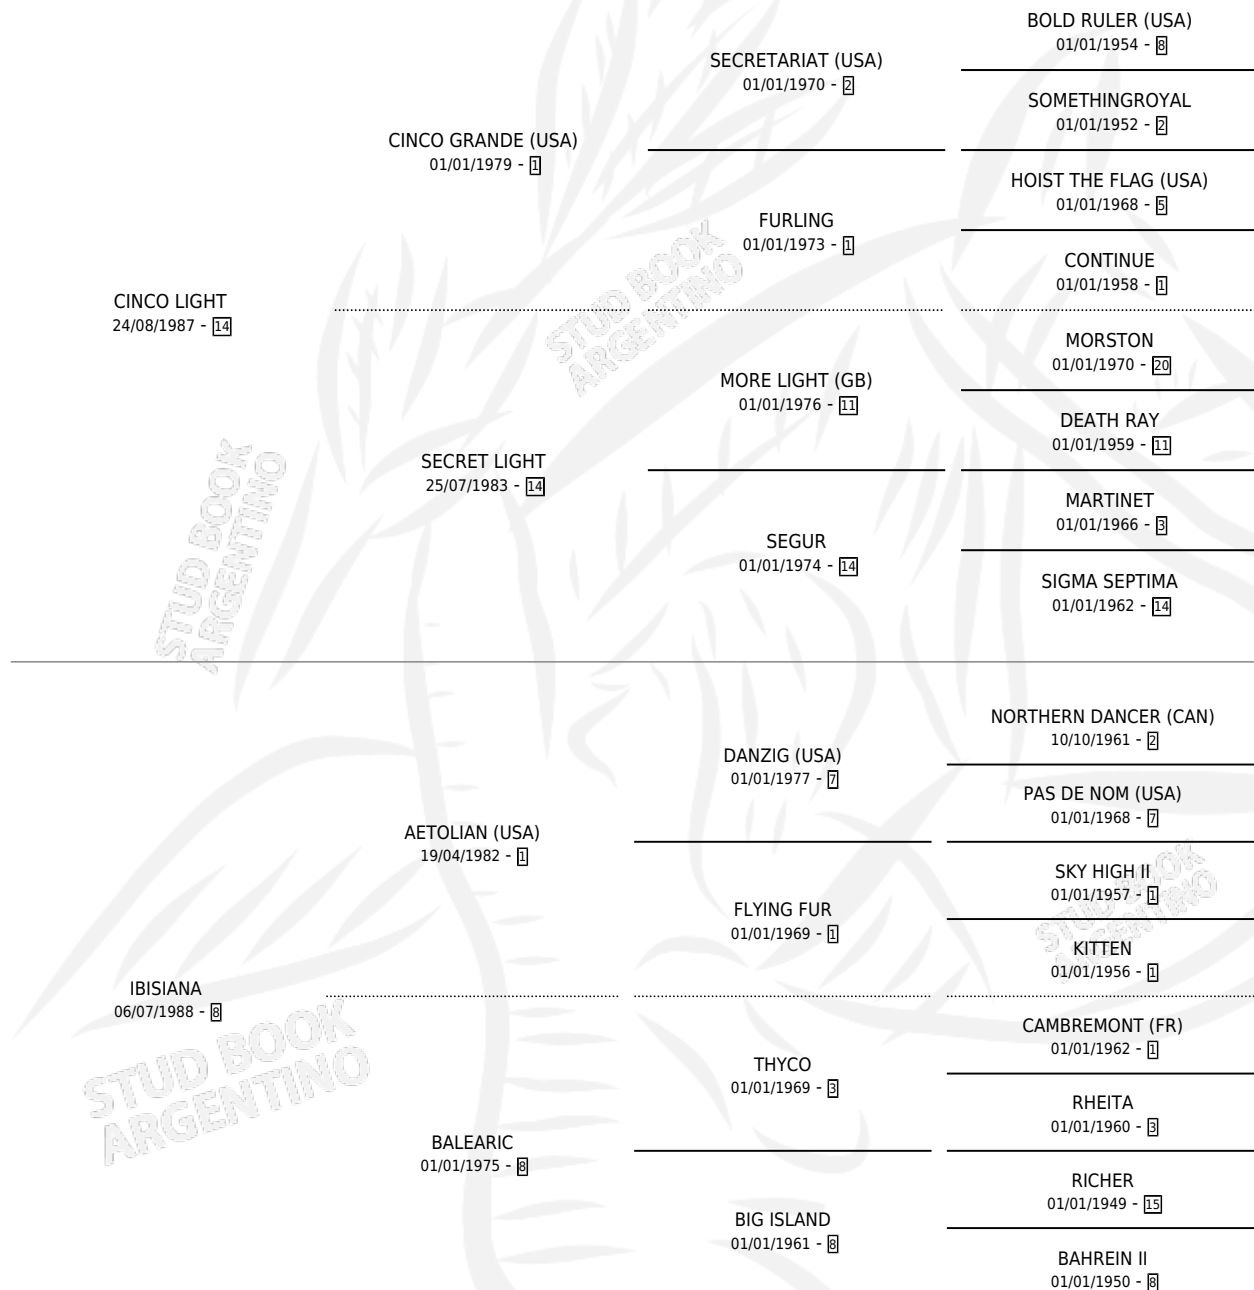 BOLD RULER (USA)
01/01/1954 - 8
SECRETARIAT (USA)
01/01/1970 - 2
SOMETHINGROYAL
01/01/1952 - 2
CINCO GRANDE (USA)
01/01/1979 - 1
HOIST THE FLAG (USA)
01/01/1968 - 5
FURLING
01/01/1973 - 1
CONTINUE
01/01/1958 - 1
CINCO LIGHT
24/08/1987 - 14
STUD BOOK
ARGENTINO
MORSTON
01/01/1970 - 20
MORE LIGHT (GB)
01/01/1976 - 11
DEATH RAY
01/01/1959 - 11
SECRET LIGHT
25/07/1983 - 14
MARTINET
01/01/1966 - 3
SEGUR
01/01/1974 - 14
SIGMA SEPTIMA
01/01/1962 - 14
STUD BOOK
ARGENTINO
NORTHERN DANCER (CAN)
10/10/1961 - 2
DANZIG (USA)
01/01/1977 - 7
PAS DE NOM (USA)
01/01/1968 - 7
AETOLIAN (USA)
19/04/1982 - 1
SKY HIGH II
01/01/1957 - 1
FLYING FUR
01/01/1969 - 1
STUD BOOK
ARGENTINO
KITTEN
01/01/1956 - 1
IBISIANA
06/07/1988 - 8
CAMBREMONT (FR)
01/01/1962 - 1
STUD BOOK
ARGENTINO
THYCO
01/01/1969 - 3
RHEITA
01/01/1960 - 3
BALEARIC
01/01/1975 - 8
RICHER
01/01/1949 - 15
BIG ISLAND
01/01/1961 - 8
BAHREIN II
01/01/1950 - 8